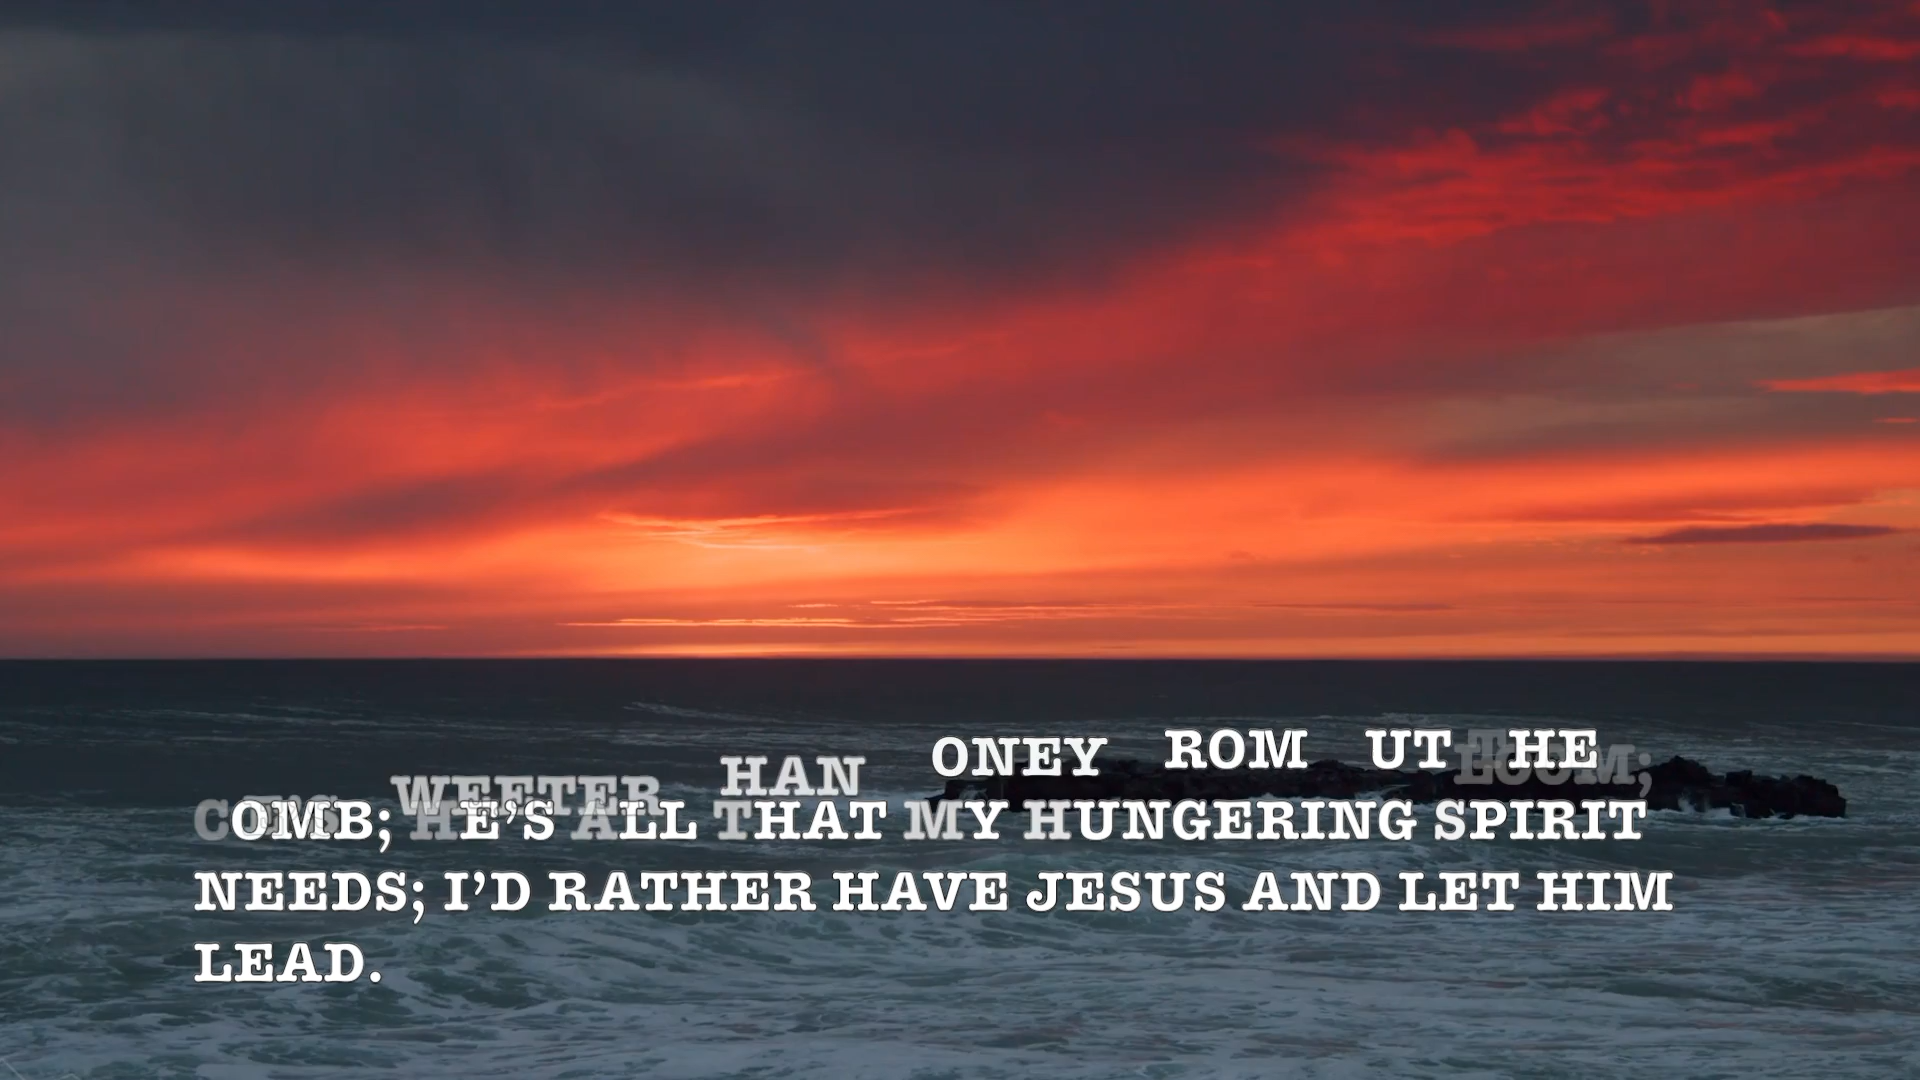 WEETER HAN ONEY ROM UT HE
OMB; HE'S ALL THAT MY HUNGERING SPIRIT
NEEDS; I'D RATHER HAVE JESUS AND LET HIM
LEAD.